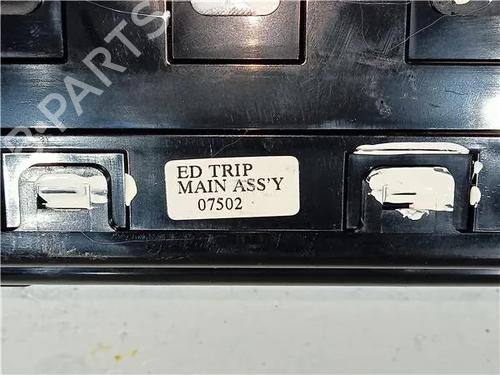 ED TRIP
MAIN ASS'Y
07502
B-PARTS